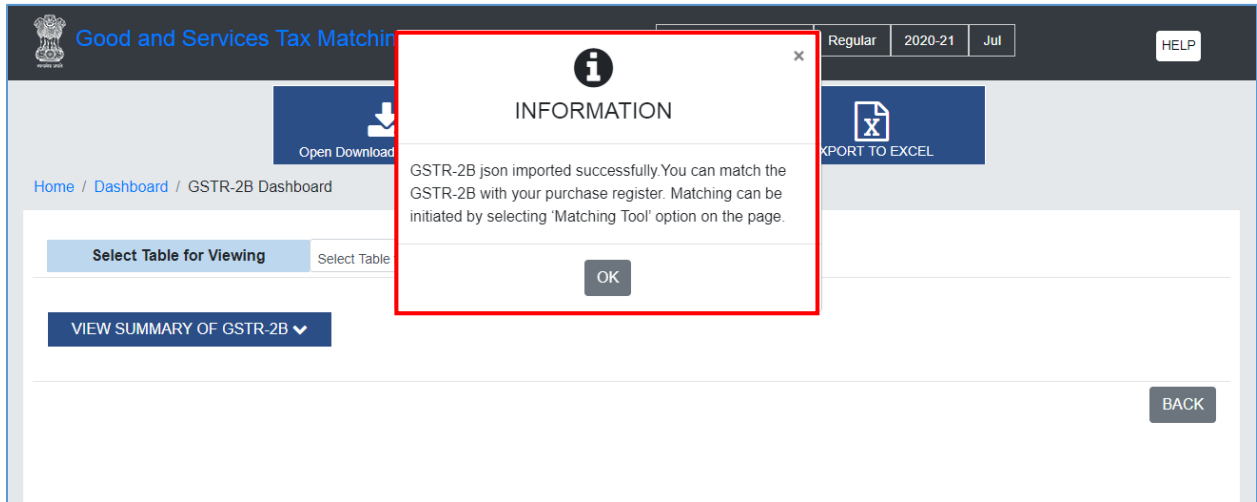 Good and Services Tax Matchin
Regular 2020-21 Jul
HELP
×
INFORMATION
Open Download
XPORT TO EXCEL
GSTR-2B json imported successfully.You can match the
GSTR-2B with your purchase register. Matching can be
initiated by selecting ‘Matching Tool’ option on the page.
OK
Home / Dashboard / GSTR-2B Dashboard
Select Table for Viewing
Select Table
VIEW SUMMARY OF GSTR-2B
BACK